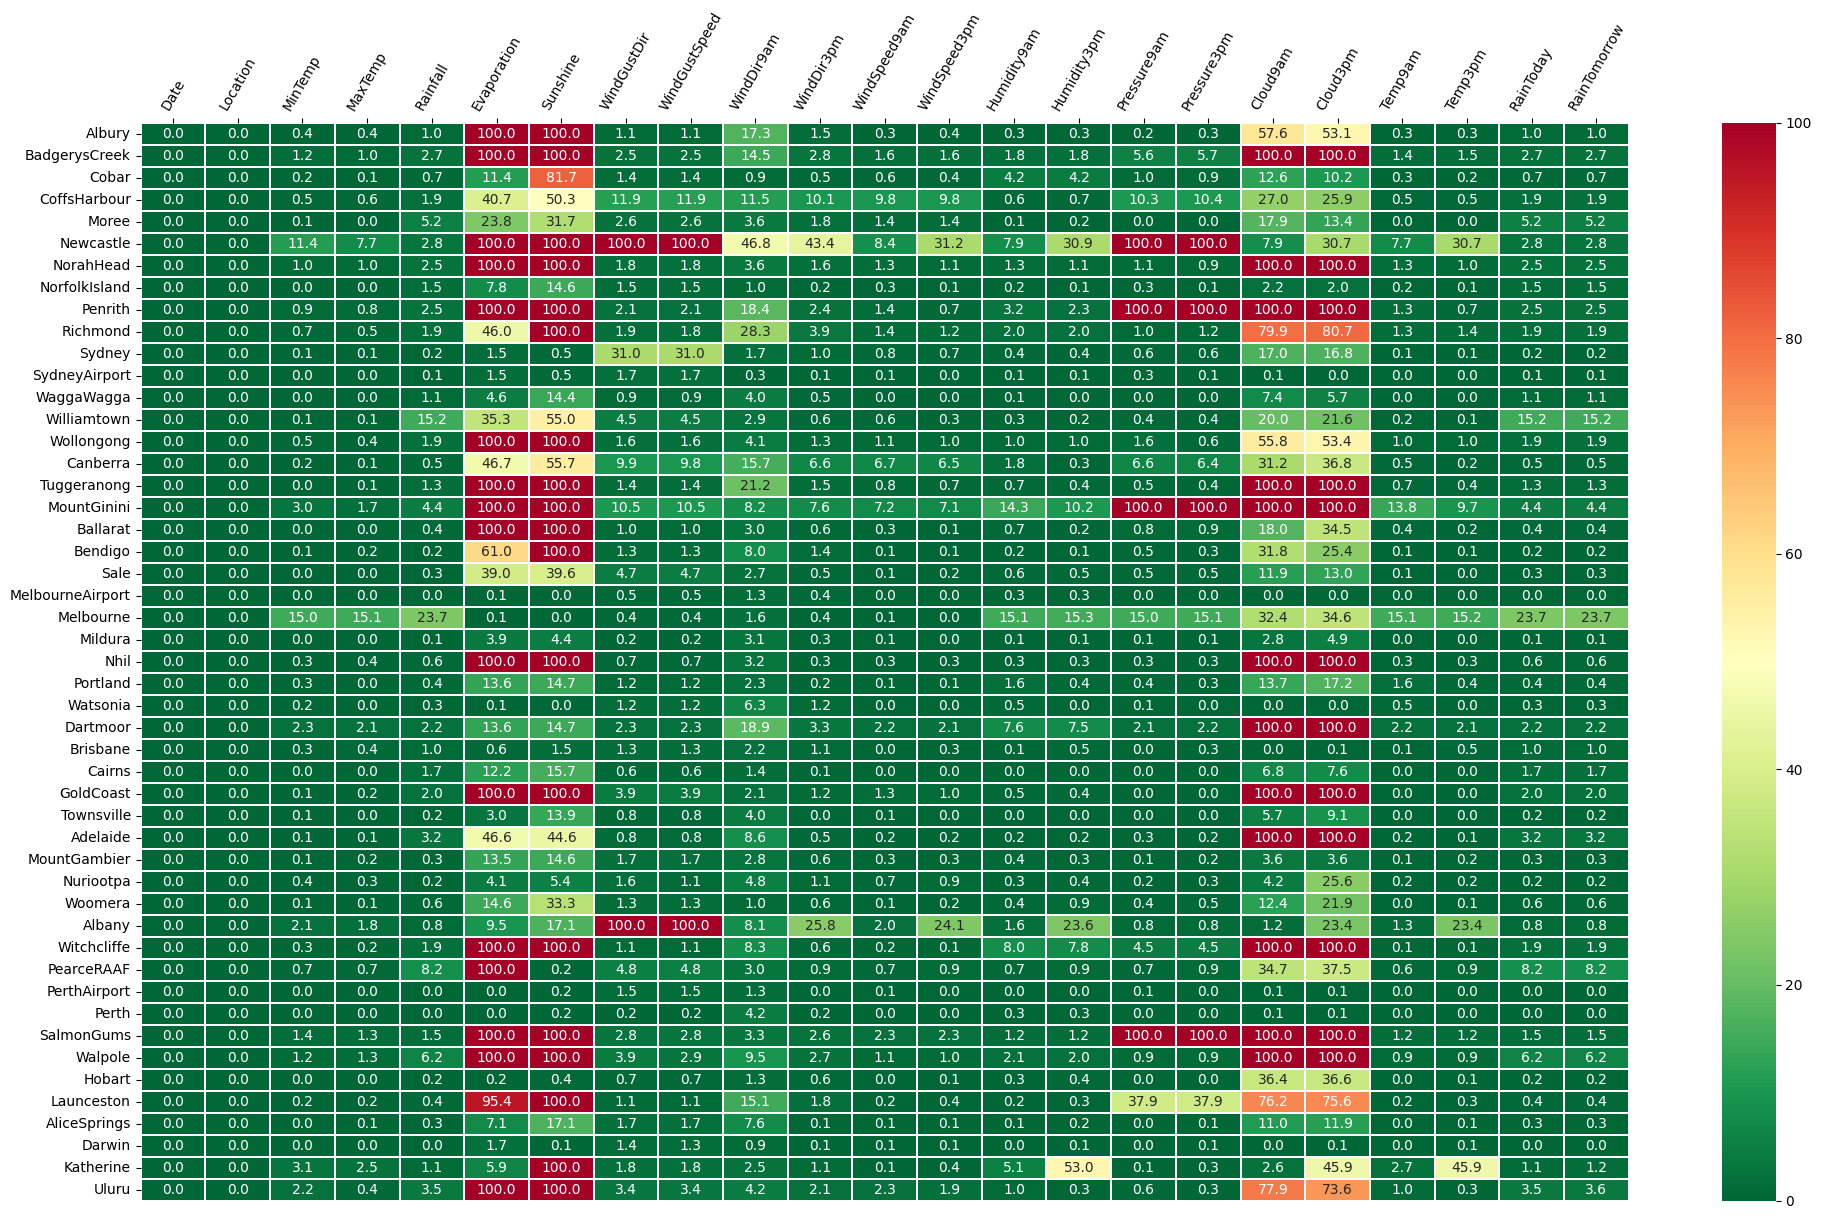 Date Location MinTemp MaxTemp Rainfall Evaporation Sunshine WindGustDir WindGustSpeed WindDir9am WindDir3pm WindSpeed9am WindSpeed3pm Humidity9am Humidity3pm Pressure9am Pressure3pm Cloud9am Cloud3pm Temp9am Temp3pm RainToday RainTomorrow
Albury 0.0 0.0 0.4 0.4 1.0 100.0 100.0 1.1 1.1 17.3 1.5 0.3 0.4 0.3 0.3 0.2 0.3 57.6 53.1 0.3 0.3 1.0 1.0
BadgerysCreek 0.0 0.0 1.2 1.0 2.7 100.0 100.0 2.5 2.5 14.5 2.8 1.6 1.6 1.8 1.8 5.6 5.7 100.0 100.0 1.4 1.5 2.7 2.7
Cobar 0.0 0.0 0.2 0.1 0.7 11.4 81.7 1.4 1.4 0.9 0.5 0.6 0.4 4.2 4.2 1.0 0.9 12.6 10.2 0.3 0.2 0.7 0.7
CoffsHarbour 0.0 0.0 0.5 0.6 1.9 40.7 50.3 11.9 11.9 11.5 10.1 9.8 9.8 0.6 0.7 10.3 10.4 27.0 25.9 0.5 0.5 1.9 1.9
Moree 0.0 0.0 0.1 0.0 5.2 23.8 31.7 2.6 2.6 3.6 1.8 1.4 1.4 0.1 0.2 0.0 0.0 17.9 13.4 0.0 0.0 5.2 5.2
Newcastle 0.0 0.0 11.4 7.7 2.8 100.0 100.0 100.0 100.0 46.8 43.4 8.4 31.2 7.9 30.9 100.0 100.0 7.9 30.7 7.7 30.7 2.8 2.8
NorahHead 0.0 0.0 1.0 1.0 2.5 100.0 100.0 1.8 1.8 3.6 1.6 1.3 1.1 1.3 1.1 1.1 0.9 100.0 100.0 1.3 1.0 2.5 2.5
NorfolkIsland 0.0 0.0 0.0 0.0 1.5 7.8 14.6 1.5 1.5 1.0 0.2 0.3 0.1 0.2 0.1 0.3 0.1 2.2 2.0 0.2 0.1 1.5 1.5
Penrith 0.0 0.0 0.9 0.8 2.5 100.0 100.0 2.1 2.1 18.4 2.4 1.4 0.7 3.2 2.3 100.0 100.0 100.0 100.0 1.3 0.7 2.5 2.5
Richmond 0.0 0.0 0.7 0.5 1.9 46.0 100.0 1.9 1.8 28.3 3.9 1.4 1.2 2.0 2.0 1.0 1.2 79.9 80.7 1.3 1.4 1.9 1.9
Sydney 0.0 0.0 0.1 0.1 0.2 1.5 0.5 31.0 31.0 1.7 1.0 0.8 0.7 0.4 0.4 0.6 0.6 17.0 16.8 0.1 0.1 0.2 0.2
SydneyAirport 0.0 0.0 0.0 0.0 0.1 1.5 0.5 1.7 1.7 0.3 0.1 0.1 0.0 0.1 0.1 0.3 0.1 0.1 0.0 0.0 0.0 0.1 0.1
WaggaWagga 0.0 0.0 0.0 0.0 1.1 4.6 14.4 0.9 0.9 4.0 0.5 0.0 0.0 0.1 0.0 0.0 0.0 7.4 5.7 0.0 0.0 1.1 1.1
Williamtown 0.0 0.0 0.1 0.1 15.2 35.3 55.0 4.5 4.5 2.9 0.6 0.6 0.3 0.3 0.2 0.4 0.4 20.0 21.6 0.2 0.1 15.2 15.2
Wollongong 0.0 0.0 0.5 0.4 1.9 100.0 100.0 1.6 1.6 4.1 1.3 1.1 1.0 1.0 1.0 1.6 0.6 55.8 53.4 1.0 1.0 1.9 1.9
Canberra 0.0 0.0 0.2 0.1 0.5 46.7 55.7 9.9 9.8 15.7 6.6 6.7 6.5 1.8 0.3 6.6 6.4 31.2 36.8 0.5 0.2 0.5 0.5
Tuggeranong 0.0 0.0 0.0 0.1 1.3 100.0 100.0 1.4 1.4 21.2 1.5 0.8 0.7 0.7 0.4 0.5 0.4 100.0 100.0 0.7 0.4 1.3 1.3
MountGinini 0.0 0.0 3.0 1.7 4.4 100.0 100.0 10.5 10.5 8.2 7.6 7.2 7.1 14.3 10.2 100.0 100.0 100.0 100.0 13.8 9.7 4.4 4.4
Ballarat 0.0 0.0 0.0 0.0 0.4 100.0 100.0 1.0 1.0 3.0 0.6 0.3 0.1 0.7 0.2 0.8 0.9 18.0 34.5 0.4 0.2 0.4 0.4
Bendigo 0.0 0.0 0.1 0.2 0.2 61.0 100.0 1.3 1.3 8.0 1.4 0.1 0.1 0.2 0.1 0.5 0.3 31.8 25.4 0.1 0.1 0.2 0.2
Sale 0.0 0.0 0.0 0.0 0.3 39.0 39.6 4.7 4.7 2.7 0.5 0.1 0.2 0.6 0.5 0.5 0.5 11.9 13.0 0.1 0.0 0.3 0.3
MelbourneAirport 0.0 0.0 0.0 0.0 0.0 0.1 0.0 0.5 0.5 1.3 0.4 0.0 0.0 0.3 0.3 0.0 0.0 0.0 0.0 0.0 0.0 0.0 0.0
Melbourne 0.0 0.0 15.0 15.1 23.7 0.1 0.0 0.4 0.4 1.6 0.4 0.1 0.0 15.1 15.3 15.0 15.1 32.4 34.6 15.1 15.2 23.7 23.7
Mildura 0.0 0.0 0.0 0.0 0.1 3.9 4.4 0.2 0.2 3.1 0.3 0.1 0.0 0.1 0.1 0.1 0.1 2.8 4.9 0.0 0.0 0.1 0.1
Nhil 0.0 0.0 0.3 0.4 0.6 100.0 100.0 0.7 0.7 3.2 0.3 0.3 0.3 0.3 0.3 0.3 0.3 100.0 100.0 0.3 0.3 0.6 0.6
Portland 0.0 0.0 0.3 0.0 0.4 13.6 14.7 1.2 1.2 2.3 0.2 0.1 0.1 1.6 0.4 0.4 0.3 13.7 17.2 1.6 0.4 0.4 0.4
Watsonia 0.0 0.0 0.2 0.0 0.3 0.1 0.0 1.2 1.2 6.3 1.2 0.0 0.0 0.5 0.0 0.1 0.0 0.0 0.0 0.5 0.0 0.3 0.3
Dartmoor 0.0 0.0 2.3 2.1 2.2 13.6 14.7 2.3 2.3 18.9 3.3 2.2 2.1 7.6 7.5 2.1 2.2 100.0 100.0 2.2 2.1 2.2 2.2
Brisbane 0.0 0.0 0.3 0.4 1.0 0.6 1.5 1.3 1.3 2.2 1.1 0.0 0.3 0.1 0.5 0.0 0.3 0.0 0.1 0.1 0.5 1.0 1.0
Cairns 0.0 0.0 0.0 0.0 1.7 12.2 15.7 0.6 0.6 1.4 0.1 0.0 0.0 0.0 0.0 0.0 0.0 6.8 7.6 0.0 0.0 1.7 1.7
GoldCoast 0.0 0.0 0.1 0.2 2.0 100.0 100.0 3.9 3.9 2.1 1.2 1.3 1.0 0.5 0.4 0.0 0.0 100.0 100.0 0.0 0.0 2.0 2.0
Townsville 0.0 0.0 0.1 0.0 0.2 3.0 13.9 0.8 0.8 4.0 0.0 0.1 0.0 0.0 0.0 0.0 0.0 5.7 9.1 0.0 0.0 0.2 0.2
Adelaide 0.0 0.0 0.1 0.1 3.2 46.6 44.6 0.8 0.8 8.6 0.5 0.2 0.2 0.2 0.2 0.3 0.2 100.0 100.0 0.2 0.1 3.2 3.2
MountGambier 0.0 0.0 0.1 0.2 0.3 13.5 14.6 1.7 1.7 2.8 0.6 0.3 0.3 0.4 0.3 0.1 0.2 3.6 3.6 0.1 0.2 0.3 0.3
Nuriootpa 0.0 0.0 0.4 0.3 0.2 4.1 5.4 1.6 1.1 4.8 1.1 0.7 0.9 0.3 0.4 0.2 0.3 4.2 25.6 0.2 0.2 0.2 0.2
Woomera 0.0 0.0 0.1 0.1 0.6 14.6 33.3 1.3 1.3 1.0 0.6 0.1 0.2 0.4 0.9 0.4 0.5 12.4 21.9 0.0 0.1 0.6 0.6
Albany 0.0 0.0 2.1 1.8 0.8 9.5 17.1 100.0 100.0 8.1 25.8 2.0 24.1 1.6 23.6 0.8 0.8 1.2 23.4 1.3 23.4 0.8 0.8
Witchcliffe 0.0 0.0 0.3 0.2 1.9 100.0 100.0 1.1 1.1 8.3 0.6 0.2 0.1 8.0 7.8 4.5 4.5 100.0 100.0 0.1 0.1 1.9 1.9
PearceRAAF 0.0 0.0 0.7 0.7 8.2 100.0 0.2 4.8 4.8 3.0 0.9 0.7 0.9 0.7 0.9 0.7 0.9 34.7 37.5 0.6 0.9 8.2 8.2
PerthAirport 0.0 0.0 0.0 0.0 0.0 0.0 0.2 1.5 1.5 1.3 0.0 0.1 0.0 0.0 0.0 0.1 0.0 0.1 0.1 0.0 0.0 0.0 0.0
Perth 0.0 0.0 0.0 0.0 0.0 0.0 0.2 0.2 0.2 4.2 0.2 0.0 0.0 0.3 0.3 0.0 0.0 0.1 0.1 0.0 0.0 0.0 0.0
SalmonGums 0.0 0.0 1.4 1.3 1.5 100.0 100.0 2.8 2.8 3.3 2.6 2.3 2.3 1.2 1.2 100.0 100.0 100.0 100.0 1.2 1.2 1.5 1.5
Walpole 0.0 0.0 1.2 1.3 6.2 100.0 100.0 3.9 2.9 9.5 2.7 1.1 1.0 2.1 2.0 0.9 0.9 100.0 100.0 0.9 0.9 6.2 6.2
Hobart 0.0 0.0 0.0 0.0 0.2 0.2 0.4 0.7 0.7 1.3 0.6 0.0 0.1 0.3 0.4 0.0 0.0 36.4 36.6 0.0 0.1 0.2 0.2
Launceston 0.0 0.0 0.2 0.2 0.4 95.4 100.0 1.1 1.1 15.1 1.8 0.2 0.4 0.2 0.3 37.9 37.9 76.2 75.6 0.2 0.3 0.4 0.4
AliceSprings 0.0 0.0 0.0 0.1 0.3 7.1 17.1 1.7 1.7 7.6 0.1 0.1 0.1 0.1 0.2 0.0 0.1 11.0 11.9 0.0 0.1 0.3 0.3
Darwin 0.0 0.0 0.0 0.0 0.0 1.7 0.1 1.4 1.3 0.9 0.1 0.1 0.1 0.0 0.1 0.0 0.1 0.0 0.1 0.0 0.1 0.0 0.0
Katherine 0.0 0.0 3.1 2.5 1.1 5.9 100.0 1.8 1.8 2.5 1.1 0.1 0.4 5.1 53.0 0.1 0.3 2.6 45.9 2.7 45.9 1.1 1.2
Uluru 0.0 0.0 2.2 0.4 3.5 100.0 100.0 3.4 3.4 4.2 2.1 2.3 1.9 1.0 0.3 0.6 0.3 77.9 73.6 1.0 0.3 3.5 3.6
100
80
60
40
20
0